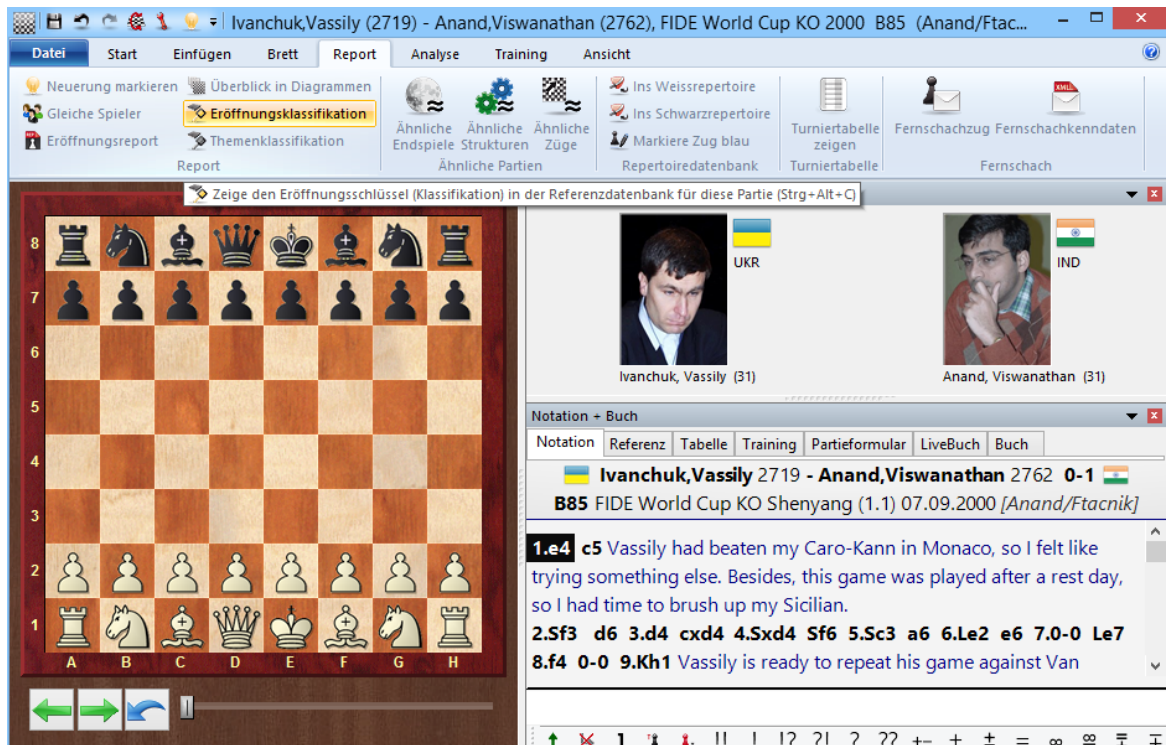 Ivanchuk,Vassily (2719) - Anand,Viswanathan (2762), FIDE World Cup KO 2000  B85  (Anand/Ftac...
Datei Start Einfügen Brett Report Analyse Training Ansicht
Neuerung markieren Überblick in Diagrammen
Gleiche Spieler Eröffnungsklassifikation
Eröffnungsreport Themenklassifikation
Report
Ähnliche Endspiele Ähnliche Strukturen Ähnliche Züge
Ähnliche Partien
Ins Weissrepertoire
Ins Schwarzrepertoire
Markiere Zug blau
Repertoiredatenbank
Turniertabelle zeigen
Turniertabelle
Fernschachzug Fernschachkenndaten
Fernschach
Zeige den Eröffnungsschlüssel (Klassifikation) in der Referenzdatenbank für diese Partie (Strg+Alt+C)
8
7
6
5
4
3
2
1
A B C D E F G H
UKR
IND
Ivanchuk, Vassily (31)
Anand, Viswanathan (31)
Notation + Buch
Notation Referenz Tabelle Training Partieformular LiveBuch Buch
Ivanchuk,Vassily 2719 - Anand,Viswanathan 2762 0-1
B85 FIDE World Cup KO Shenyang (1.1) 07.09.2000 [Anand/Ftacnik]
1.e4 c5 Vassily had beaten my Caro-Kann in Monaco, so I felt like
trying something else. Besides, this game was played after a rest day,
so I had time to brush up my Sicilian.
2.Sf3 d6 3.d4 cxd4 4.Sxd4 Sf6 5.Sc3 a6 6.Le2 e6 7.0-0 Le7
8.f4 0-0 9.Kh1 Vassily is ready to repeat his game against Van
!! ! !? ?! ? ?? +- + ± = ∞